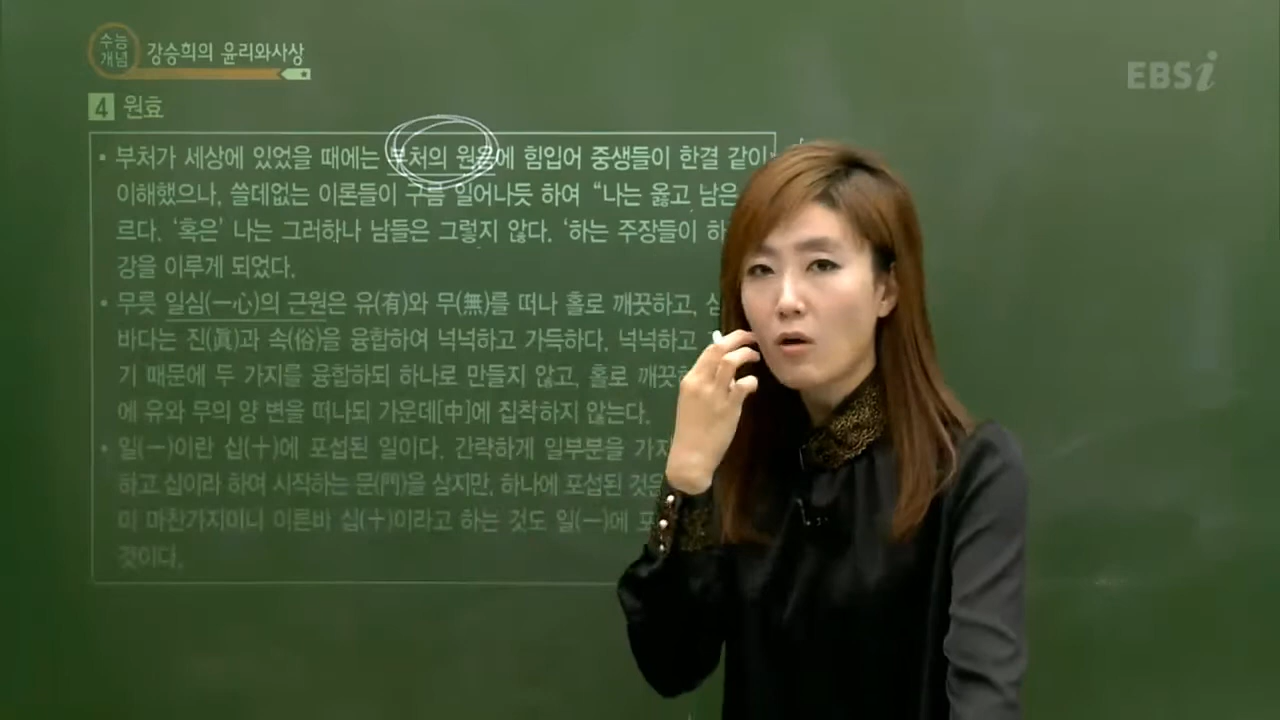 수능
개념
강승희의 윤리와사상
EBSi
4 원효
• 부처가 세상에 있었을 때에는 부처의 원음에 힘입어 중생들이 한결 같이
이해했으나, 쓸데없는 이론들이 구름 일어나듯 하여 “나는 옳고 남은
르다. ‘혹은’ 나는 그러하나 남들은 그렇지 않다. ‘하는 주장들이 하
강을 이루게 되었다.
• 무릇 일심(一心)의 근원은 유(有)와 무(無)를 떠나 홀로 깨끗하고,
바다는 진(眞)과 속(俗)을 융합하여 넉넉하고 가득하다. 넉넉하고
기 때문에 두 가지를 융합하되 하나로 만들지 않고, 홀로
에 유와 무의 양 변을 떠나되 가운데[中]에 집착하지 않는다.
• 일(一)이란 십(十)에 포섭된 일이다. 간략하게 일부분을
하고 십이라 하여 시작하는 문(門)을 삼지만, 하나에 포섭된 것은
미 마찬가지이니 이른바 십(十)이라고 하는 것도 일(一)에
것이다.